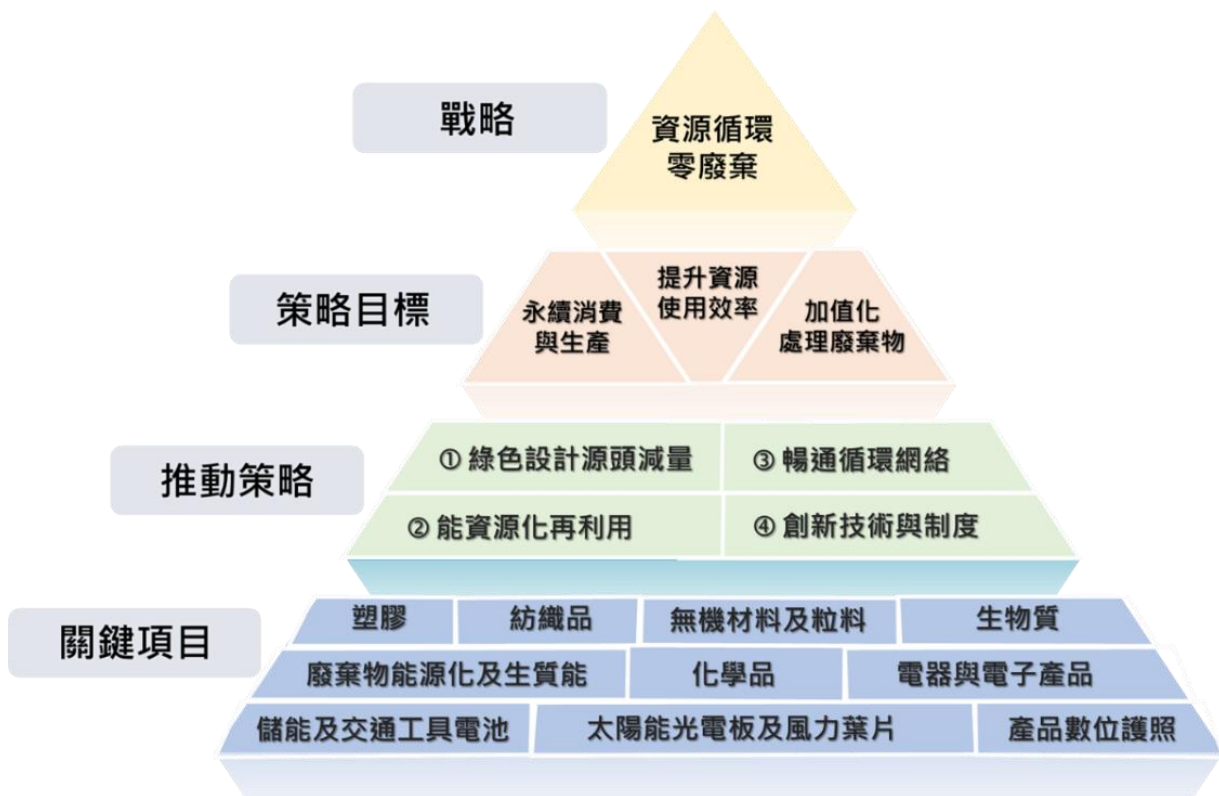 戰略
資源循環
零廢棄
策略目標
永續消費
與生產
提升資源
使用效率
加值化
處理廢棄物
推動策略
① 綠色設計源頭減量
② 能資源化再利用
③ 暢通循環網絡
④ 創新技術與制度
關鍵項目
塑膠
紡織品
無機材料及粒料
生物質
廢棄物能源化及生質能
化學品
電器與電子產品
儲能及交通工具電池
太陽能光電板及風力葉片
產品數位護照